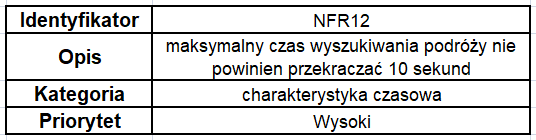 Identyfikator NFR12
Opis maksymalny czas wyszukiwania podróży nie
powinien przekraczać 10 sekund
Kategoria charakterystyka czasowa
Priorytet Wysoki